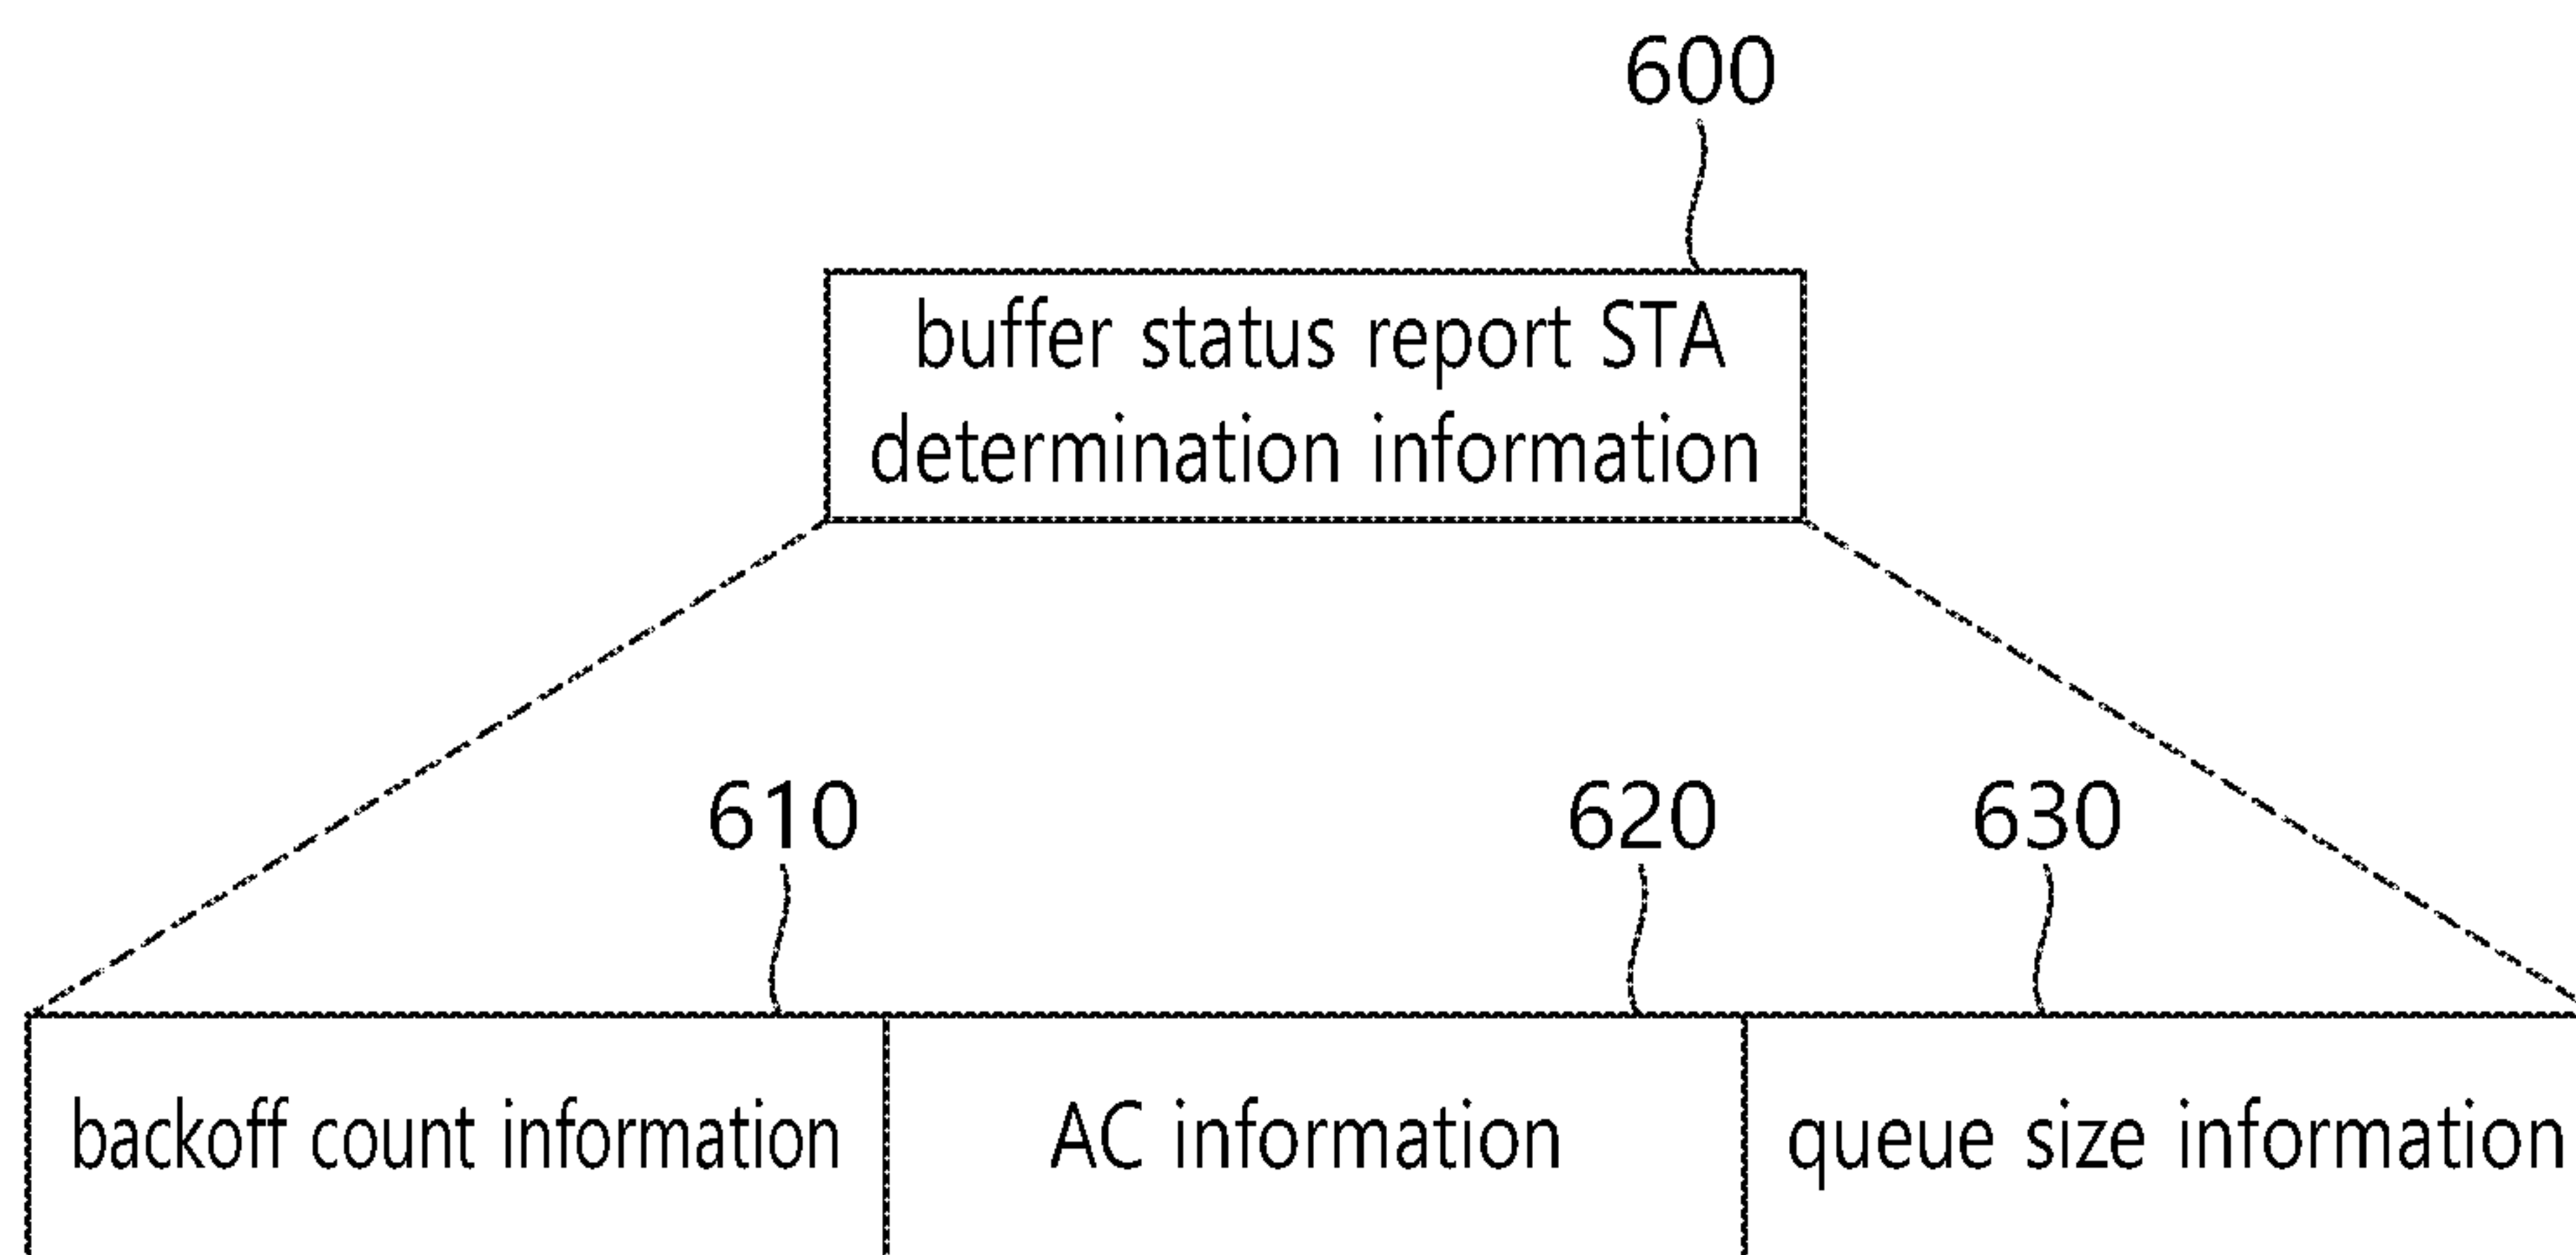 600
buffer status report STA
determination information
610
620
630
backoff count information
AC information
queue size information